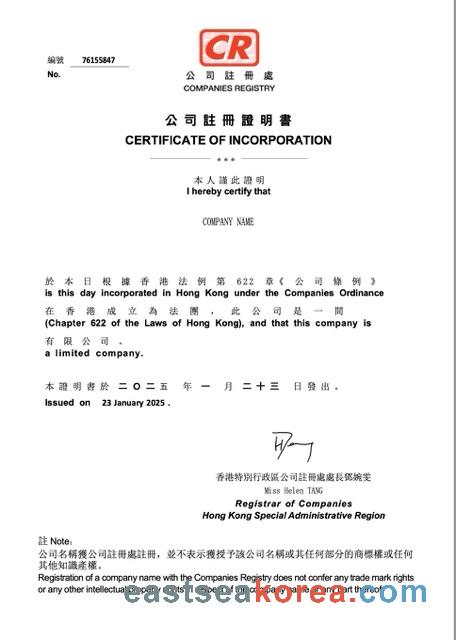 CR
編號 76155847
No.
公司註冊處
COMPANIES REGISTRY
公司註冊證明書
CERTIFICATE OF INCORPORATION
***
本人謹此證明
I hereby certify that
COMPANY NAME
於本日根據香港法例第 622 章《公司條例》
is this day incorporated in Hong Kong under the Companies Ordinance
在香港成立為法團，此公司是一間
(Chapter 622 of the Laws of Hong Kong), and that this company is
有限公司。
a limited company.
本證明書於二〇二五年一月二十三日發出。
Issued on 23 January 2025 .
香港特別行政區公司註冊處處長鄧婉雯
Miss Helen TANG
Registrar of Companies
Hong Kong Special Administrative Region
註 Note:
公司名稱獲公司註冊處註冊，並不表示獲授予該公司名稱或其任何部分的商標權或任何
其他知識產權。
Registration of a company name with the Companies Registry does not confer any trade mark rights
or any other intellectual property rights in respect of the company name or any part thereof.
eastseakorea.com